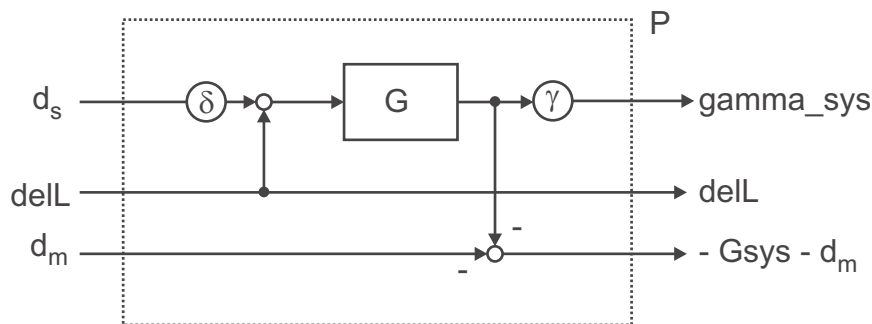 P
d_s δ G γ gamma_sys
delL delL
-
d_m - - Gsys - d_m